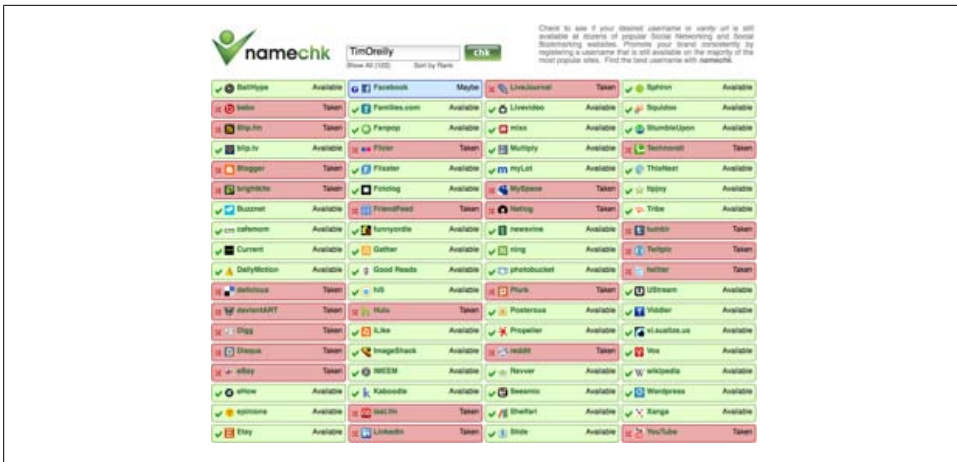 namechk
TimOreilly
chk
Show All (122) Sort by Rank
Check to see if your desired username or vanity url is still
available at dozens of popular Social Networking and Social
Bookmarking websites. Promote your brand consistently by
registering a username that is still available on the majority of the
most popular sites. Find the best username with namechk.
BallHype Available Facebook Maybe LiveJournal Taken Sphinn Available
bebo Taken Families.com Available Livevideo Available Squidoo Available
Blip.fm Taken Fanpop Available mixx Available StumbleUpon Available
blip.tv Available Flickr Taken Multiply Available Technorati Taken
Blogger Taken Flixster Available myLot Available ThisNext Available
brightkite Taken Fotolog Available MySpace Taken tipjoy Available
Buzznet Available FriendFeed Taken Netlog Taken Tribe Available
cm cafemom Available funnyordie Available newsvine Available tumblr Taken
Current Available Gather Available ning Available Twitpic Taken
DailyMotion Available Good Reads Available photobucket Available twitter Taken
delicious Taken hi5 Available Plurk Taken UStream Available
deviantART Taken Hulu Taken Posterous Available Viddler Available
Digg Taken iLike Available Propeller Available vi.sualize.us Available
Disqus Taken ImageShack Available reddit Taken Vox Available
eBay Taken IMEEM Available Revver Available wikipedia Available
eHow Available Kaboodle Available Seesmic Available Wordpress Available
epinions Available last.fm Taken Shelfari Available Xanga Available
Etsy Available LinkedIn Taken Slide Available YouTube Taken